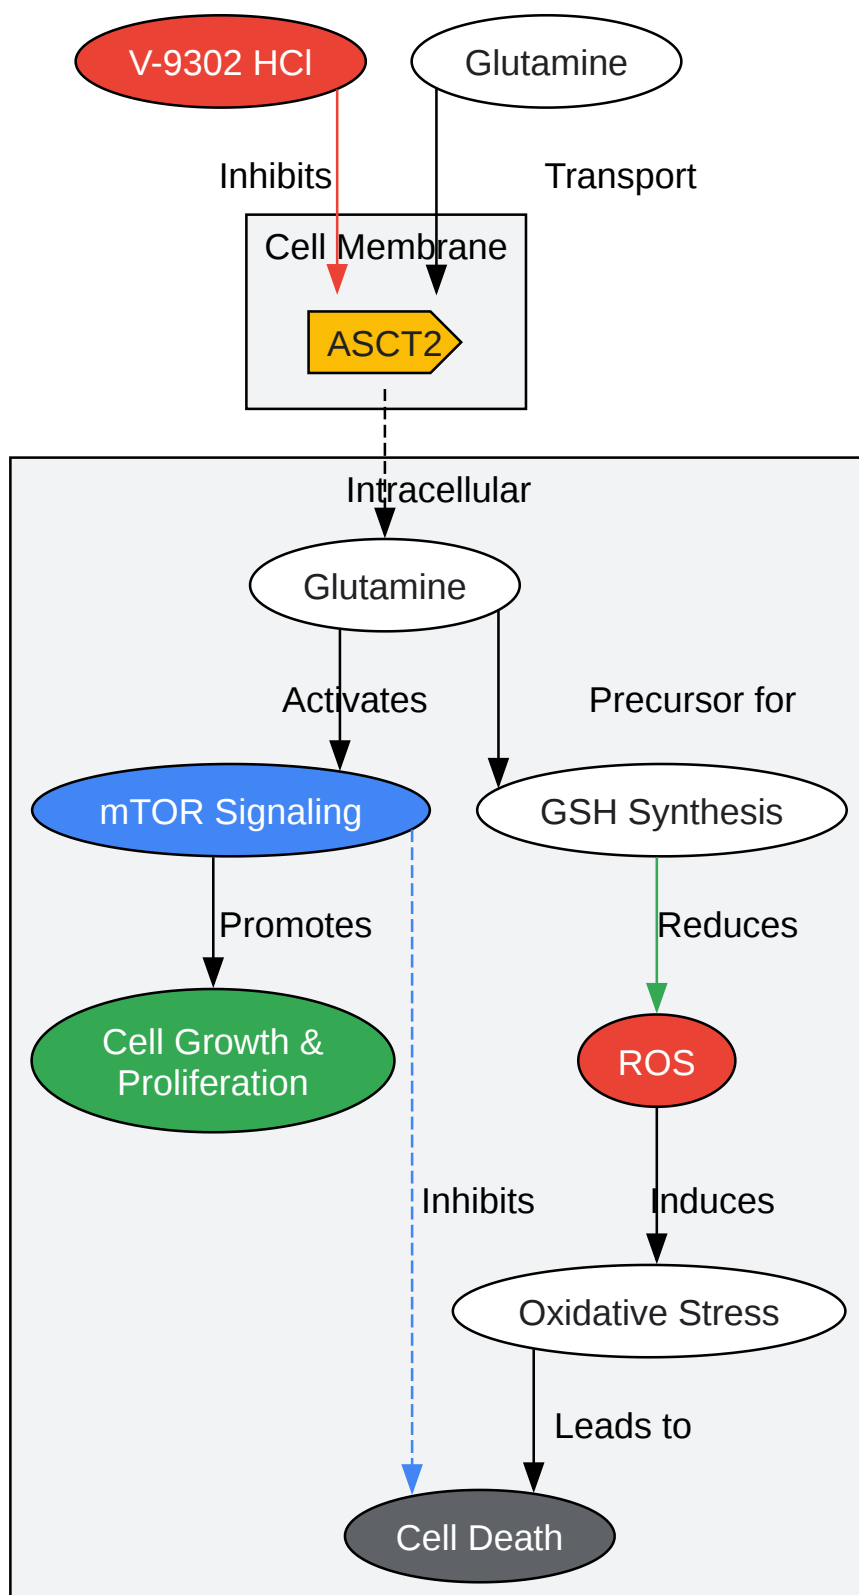 V-9302 HCl
Glutamine
Inhibits
Transport
Cell Membrane
ASCT2
Intracellular
Glutamine
Activates
Precursor for
mTOR Signaling
GSH Synthesis
Promotes
Reduces
Cell Growth &
Proliferation
ROS
Inhibits
Induces
Oxidative Stress
Leads to
Cell Death